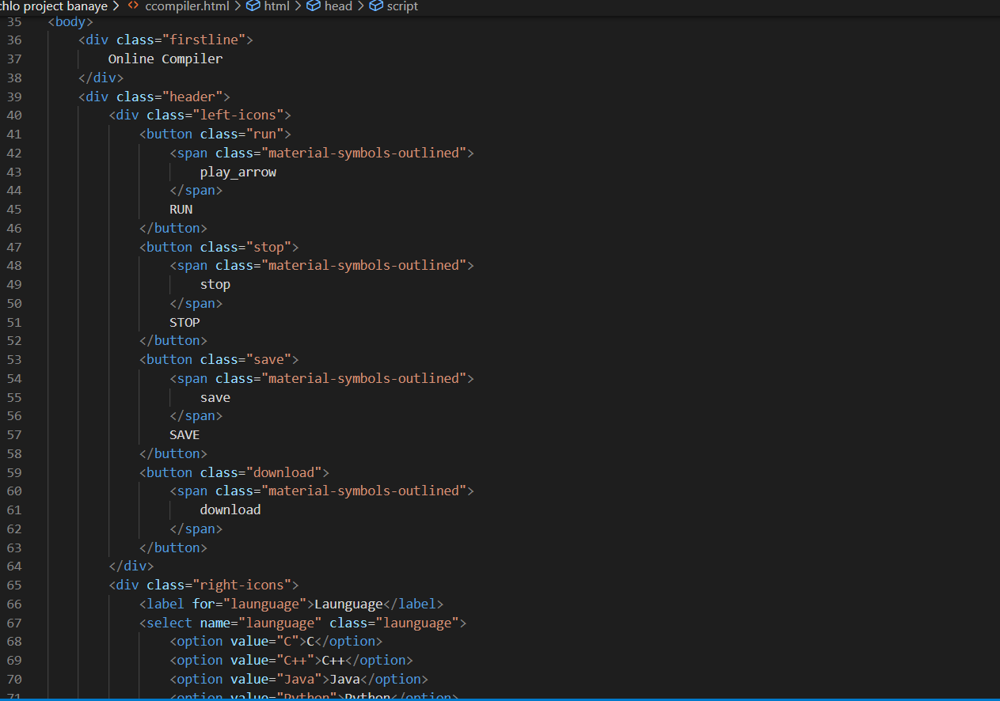 chlo project banaye > <> ccompiler.html > html > head > script
35 <body>
36 <div class="firstline">
37 Online Compiler
38 </div>
39 <div class="header">
40 <div class="left-icons">
41 <button class="run">
42 <span class="material-symbols-outlined">
43 play_arrow
44 </span>
45 RUN
46 </button>
47 <button class="stop">
48 <span class="material-symbols-outlined">
49 stop
50 </span>
51 STOP
52 </button>
53 <button class="save">
54 <span class="material-symbols-outlined">
55 save
56 </span>
57 SAVE
58 </button>
59 <button class="download">
60 <span class="material-symbols-outlined">
61 download
62 </span>
63 </button>
64 </div>
65 <div class="right-icons">
66 <label for="launguage">Launguage</label>
67 <select name="launguage" class="launguage">
68 <option value="C">C</option>
69 <option value="C++">C++</option>
70 <option value="Java">Java</option>
71 <option value="Python">Python</option>